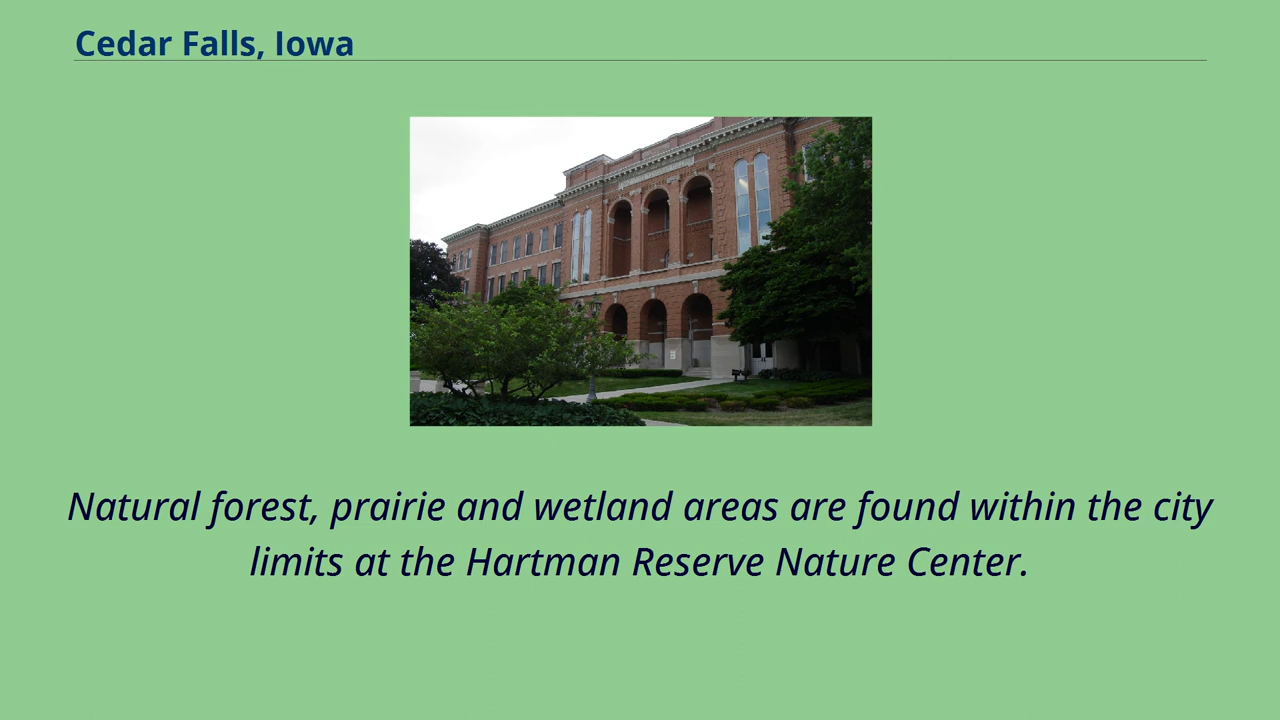 Cedar Falls, Iowa
Natural forest, prairie and wetland areas are found within the city
limits at the Hartman Reserve Nature Center.